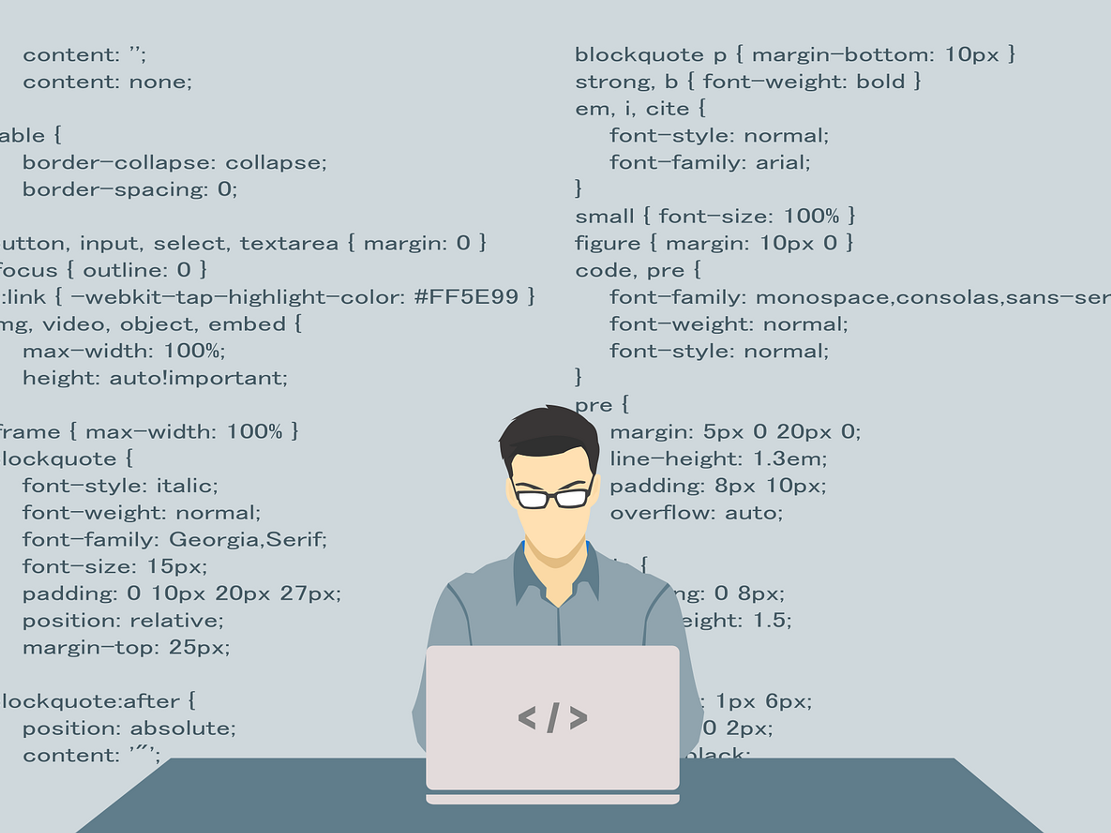 content: '';
content: none;
able {
border-collapse: collapse;
border-spacing: 0;
utton, input, select, textarea { margin: 0 }
focus { outline: 0 }
:link { -webkit-tap-highlight-color: #FF5E99 }
mg, video, object, embed {
max-width: 100%;
height: auto!important;
frame { max-width: 100% }
lockquote {
font-style: italic;
font-weight: normal;
font-family: Georgia,Serif;
font-size: 15px;
padding: 0 10px 20px 27px;
position: relative;
margin-top: 25px;
lockquote:after {
position: absolute;
content: '"';
blockquote p { margin-bottom: 10px }
strong, b { font-weight: bold }
em, i, cite {
font-style: normal;
font-family: arial;
}
small { font-size: 100% }
figure { margin: 10px 0 }
code, pre {
font-family: monospace,consolas,sans-ser
font-weight: normal;
font-style: normal;
}
pre {
margin: 5px 0 20px 0;
line-height: 1.3em;
padding: 8px 10px;
overflow: auto;
{
ng: 0 8px;
eight: 1.5;
: 1px 6px;
0 2px;
black;
</>